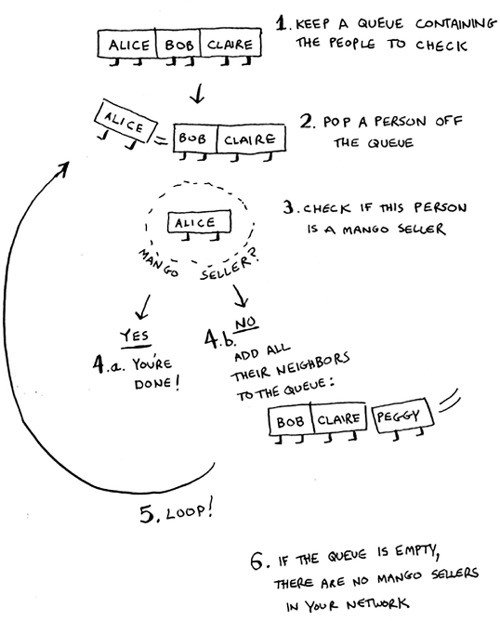 ALICE BOB CLAIRE
1. KEEP A QUEUE CONTAINING
THE PEOPLE TO CHECK
ALICE
BOB CLAIRE
2. POP A PERSON OFF
THE QUEUE
3. CHECK IF THIS PERSON
IS A MANGO SELLER
ALICE
MANGO SELLER?
YES
4.a. YOU'RE
DONE!
4.b. NO
ADD ALL
THEIR NEIGHBORS
TO THE QUEUE:
BOB CLAIRE PEGGY
5. LOOP!
6. IF THE QUEUE IS EMPTY,
THERE ARE NO MANGO SELLERS
IN YOUR NETWORK